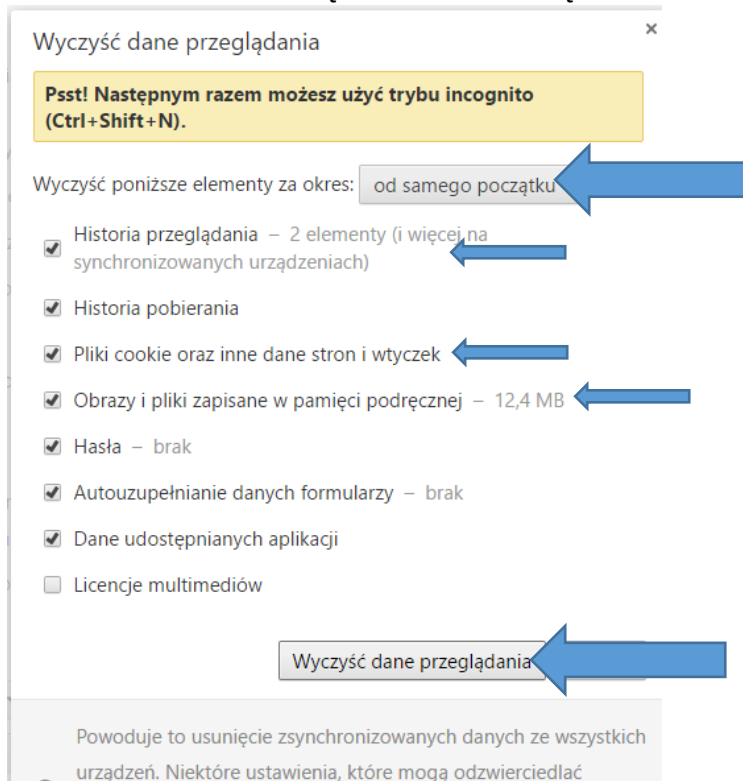 Wyczyść dane przeglądania
Psst! Następnym razem możesz użyć trybu incognito
(Ctrl+Shift+N).
Wyczyść poniższe elementy za okres: od samego początku
Historia przeglądania – 2 elementy (i więcej na
synchronizowanych urządzeniach)
Historia pobierania
Pliki cookie oraz inne dane stron i wtyczek
Obrazy i pliki zapisane w pamięci podręcznej – 12,4 MB
Hasła – brak
Autouzupełnianie danych formularzy – brak
Dane udostępnianych aplikacji
Licencje multimediów
Wyczyść dane przeglądania
Powoduje to usunięcie zsynchronizowanych danych ze wszystkich
urządzeń. Niektóre ustawienia, które mogą odzwierciedlać